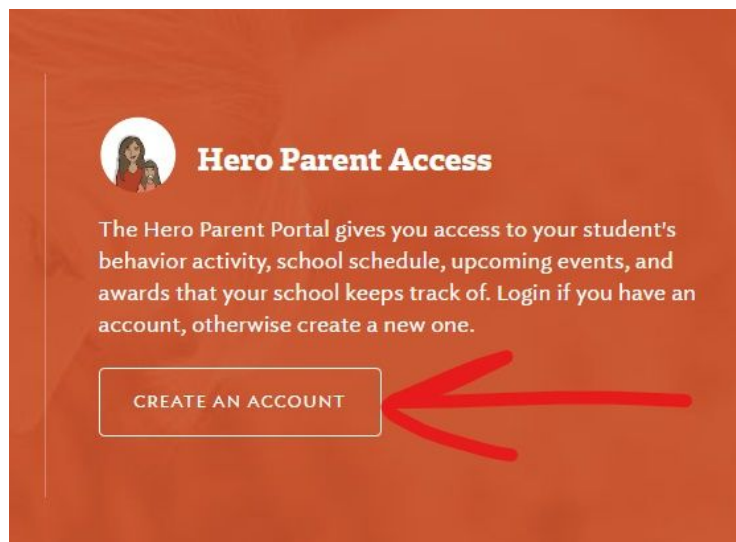 Hero Parent Access
The Hero Parent Portal gives you access to your student's
behavior activity, school schedule, upcoming events, and
awards that your school keeps track of. Login if you have an
account, otherwise create a new one.
CREATE AN ACCOUNT